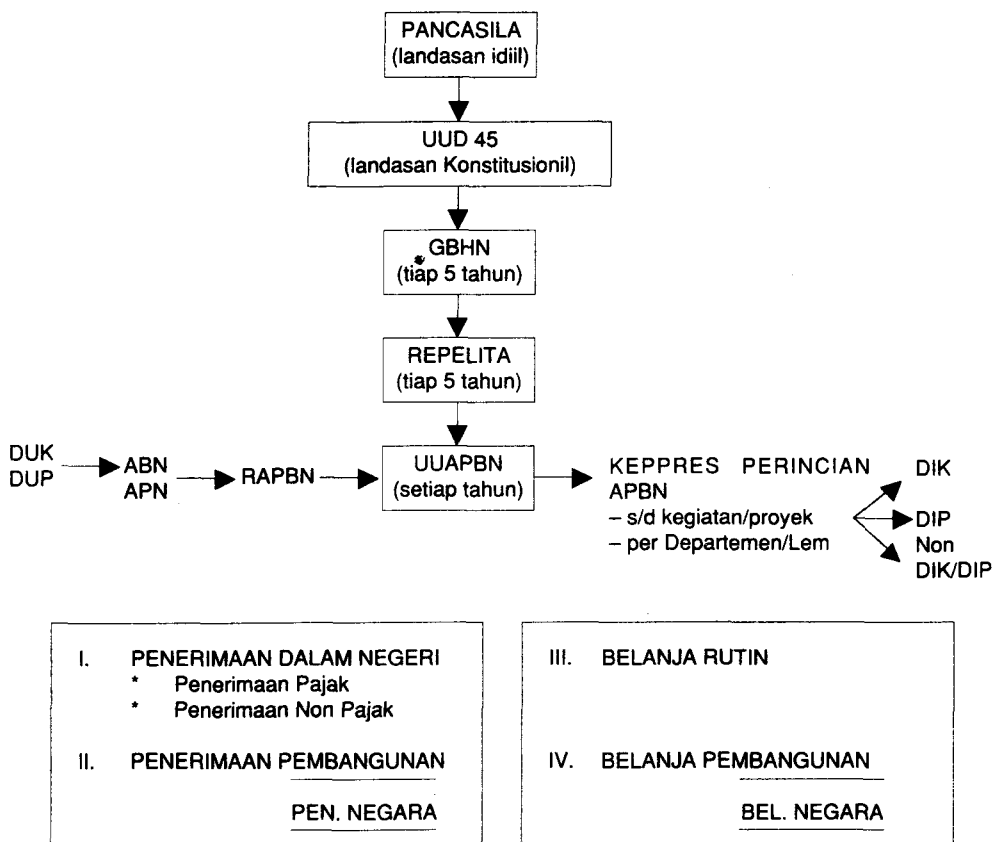 PANCASILA
(landasan idiil)
UUD 45
(landasan Konstitusionil)
GBHN
(tiap 5 tahun)
REPELITA
(tiap 5 tahun)
DUK
DUP
ABN
APN
RAPBN
UUAPBN
(setiap tahun)
KEPPRES PERINCIAN
APBN
– s/d kegiatan/proyek
– per Departemen/Lem
DIK
DIP
Non
DIK/DIP
I. PENERIMAAN DALAM NEGERI
* Penerimaan Pajak
* Penerimaan Non Pajak
II. PENERIMAAN PEMBANGUNAN
PEN. NEGARA
III. BELANJA RUTIN
IV. BELANJA PEMBANGUNAN
BEL. NEGARA